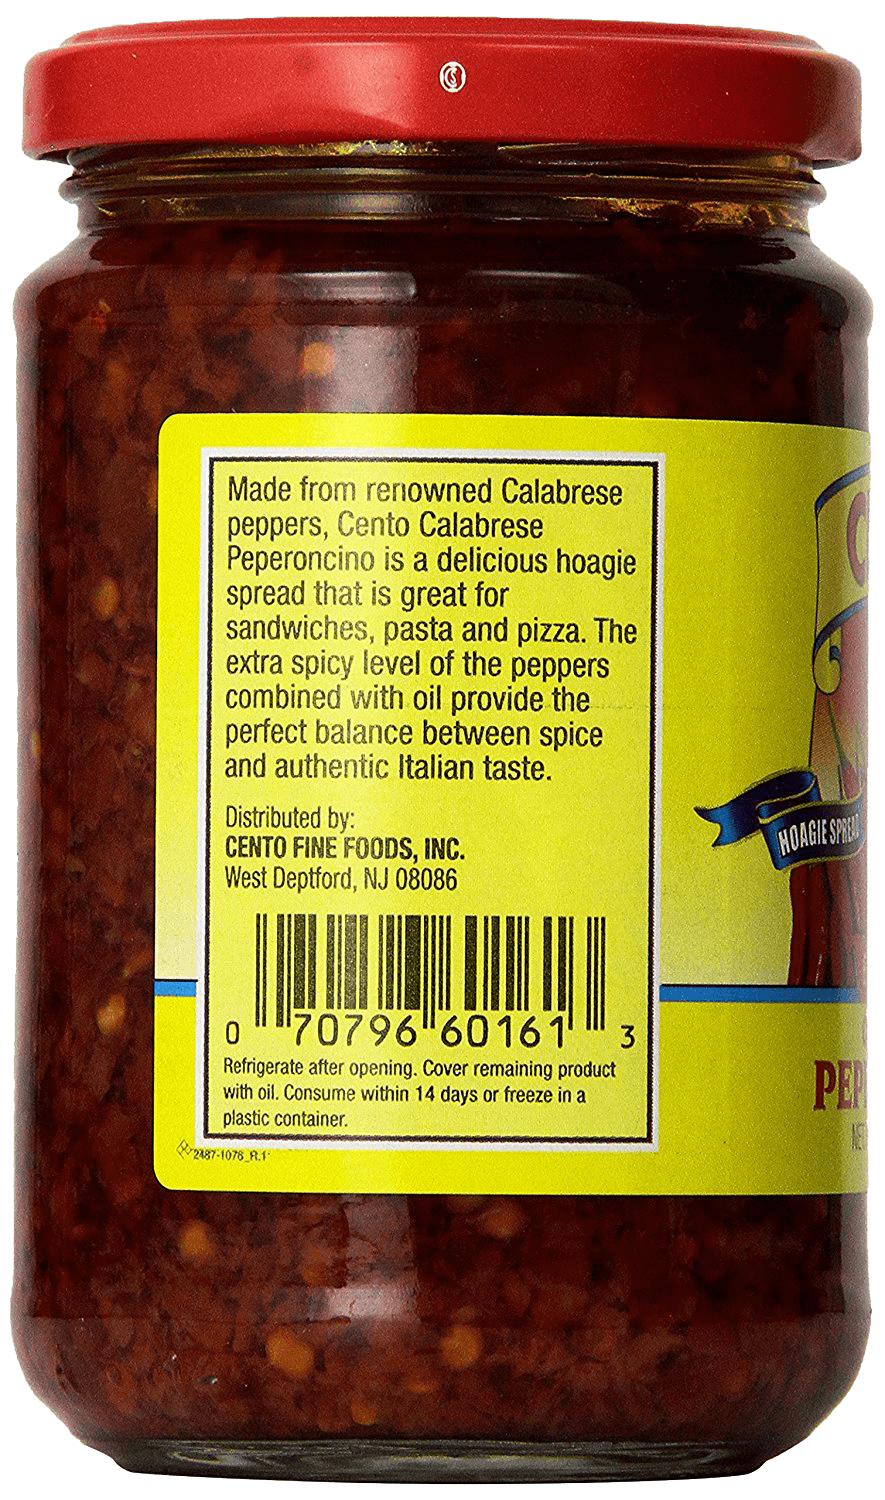 Made from renowned Calabrese
peppers, Cento Calabrese
Peperoncino is a delicious hoagie
spread that is great for
sandwiches, pasta and pizza. The
extra spicy level of the peppers
combined with oil provide the
perfect balance between spice
and authentic Italian taste.
Distributed by:
CENTO FINE FOODS, INC.
West Deptford, NJ 08086
0 70796 60161 3
Refrigerate after opening. Cover remaining product
with oil. Consume within 14 days or freeze in a
plastic container.
2487-1076_R.1
HOAGIE SPREAD